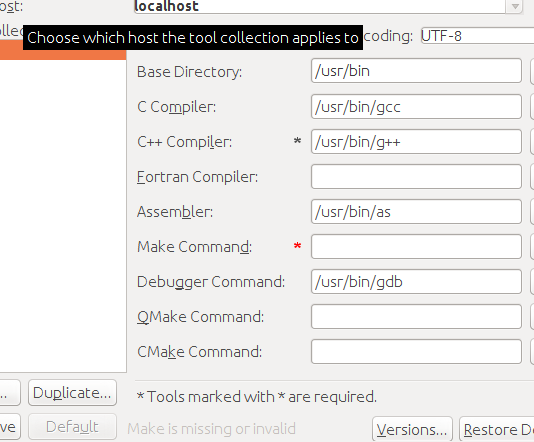 ost: localhost
Choose which host the tool collection applies to coding: UTF-8
Base Directory: /usr/bin
C Compiler: /usr/bin/gcc
C++ Compiler: * /usr/bin/g++
Fortran Compiler:
Assembler: /usr/bin/as
Make Command: *
Debugger Command: /usr/bin/gdb
QMake Command:
CMake Command:
... Duplicate...
* Tools marked with * are required.
ve Default Make is missing or invalid
Versions... Restore De